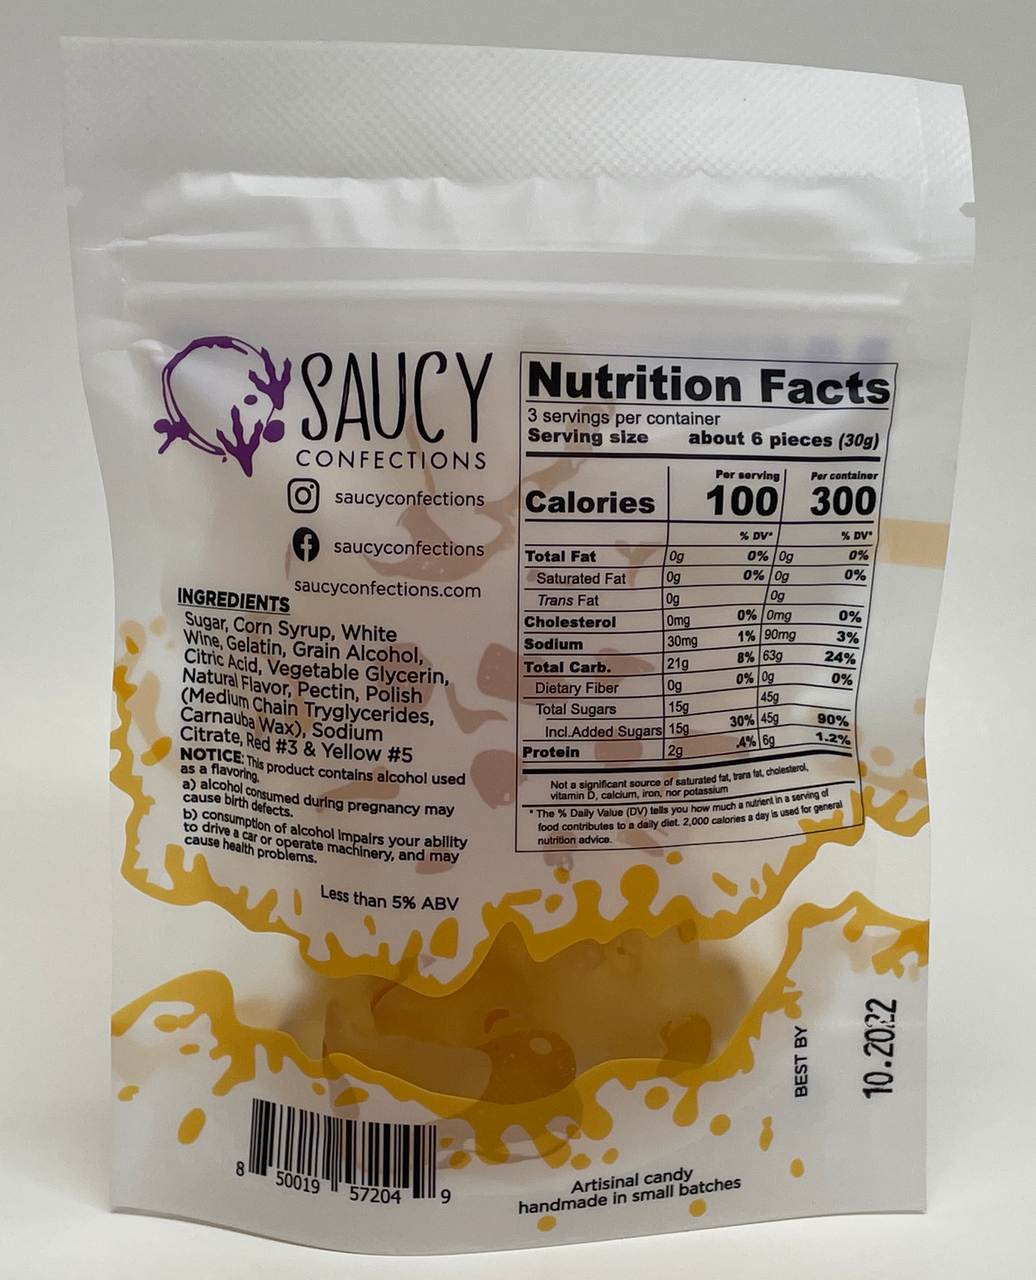 SAUCY
CONFECTIONS
saucyconfections
saucyconfections
saucyconfections.com
INGREDIENTS
Sugar, Corn Syrup, White
Wine, Gelatin, Grain Alcohol,
Citric Acid, Vegetable Glycerin,
Natural Flavor, Pectin, Polish
(Medium Chain Tryglycerides,
Carnauba Wax), Sodium
Citrate, Red #3 & Yellow #5
NOTICE: This product contains alcohol used
as a flavoring.
a) alcohol consumed during pregnancy may
cause birth defects.
b) consumption of alcohol impairs your ability
to drive a car or operate machinery, and may
cause health problems.
Less than 5% ABV
Nutrition Facts
3 servings per container
Serving size about 6 pieces (30g)
Per serving Per container
Calories 100 300
% DV* % DV*
Total Fat 0g 0% 0g 0%
Saturated Fat 0g 0% 0g 0%
Trans Fat 0g 0g
Cholesterol 0mg 0% 0mg 0%
Sodium 30mg 1% 90mg 3%
Total Carb. 21g 8% 63g 24%
Dietary Fiber 0g 0% 0g 0%
Total Sugars 15g 45g
Incl.Added Sugars 15g 30% 45g 90%
Protein 2g .4% 6g 1.2%
Not a significant source of saturated fat, trans fat, cholesterol,
vitamin D, calcium, iron, nor potassium
* The % Daily Value (DV) tells you how much a nutrient in a serving of
food contributes to a daily diet. 2,000 calories a day is used for general
nutrition advice.
BEST BY
10.2022
8 50019 57204 9
Artisinal candy
handmade in small batches